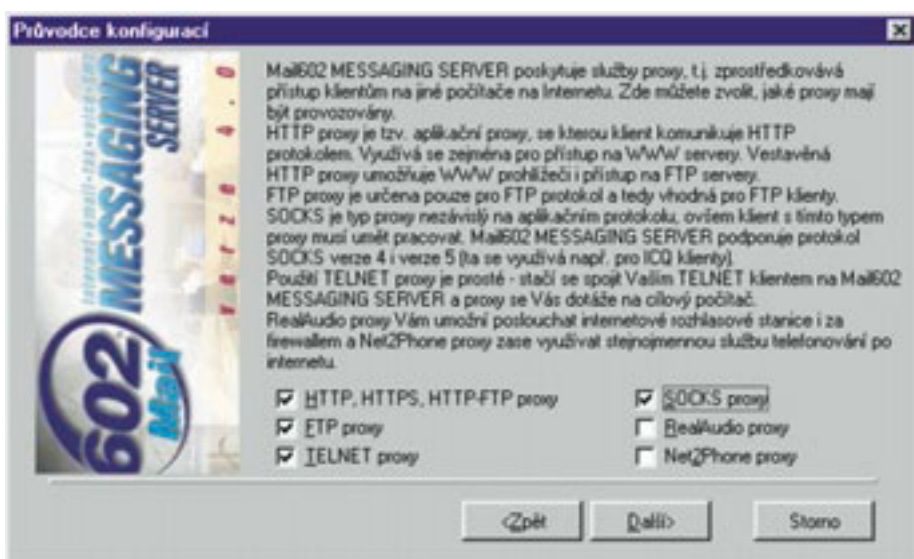 Průvodce konfigurací
Mail602 MESSAGING SERVER poskytuje služby proxy, t.j. zprostředkovává
přístup klientům na jiné počítače na Internetu. Zde můžete zvolit, jaké proxy mají
být provozovány.
HTTP proxy je tzv. aplikační proxy, se kterou klient komunikuje HTTP
protokolem. Využívá se zejména pro přístup na WWW servery. Vestavěná
HTTP proxy umožňuje WWW prohlížeči i přístup na FTP servery.
FTP proxy je určena pouze pro FTP protokol a tedy vhodná pro FTP klienty.
SOCKS je typ proxy nezávislý na aplikačním protokolu, ovšem klient s tímto typem
proxy musí umět pracovat. Mail602 MESSAGING SERVER podporuje protokol
SOCKS verze 4 i verze 5 (ta se využívá např. pro ICQ klienty).
Použití TELNET proxy je prosté - stačí se spojit Vaším TELNET klientem na Mail602
MESSAGING SERVER a proxy se Vás dotáže na cílový počítač.
RealAudio proxy Vám umožní poslouchat internetové rozhlasové stanice i za
firewallem a Net2Phone proxy zase využívat stejnojmennou službu telefonování po
internetu.
HTTP, HTTPS, HTTP-FTP proxy
SOCKS proxy
FTP proxy
RealAudio proxy
TELNET proxy
Net2Phone proxy
<Zpět
Další>
Storno
internet•email•fax•voice•sms
MESSAGING
SERVER
verze 4.0
602
Mail